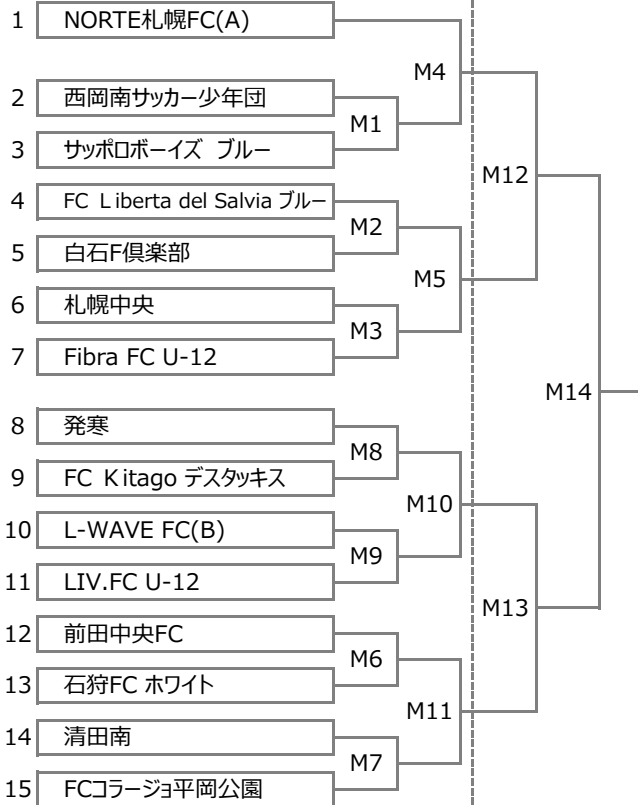 1 NORTE札幌FC(A)
M4
2 西岡南サッカー少年団
M1
3 サッポロボーイズ ブルー
M12
4 FC Liberta del Salvia ブルー
M2
5 白石F倶楽部
M5
6 札幌中央
M3
7 Fibra FC U-12
M14
8 発寒
M8
9 FC Kitago デスタッキス
M10
10 L-WAVE FC(B)
M9
11 LIV.FC U-12
M13
12 前田中央FC
M6
13 石狩FC ホワイト
M11
14 清田南
M7
15 FCコラージョ平岡公園